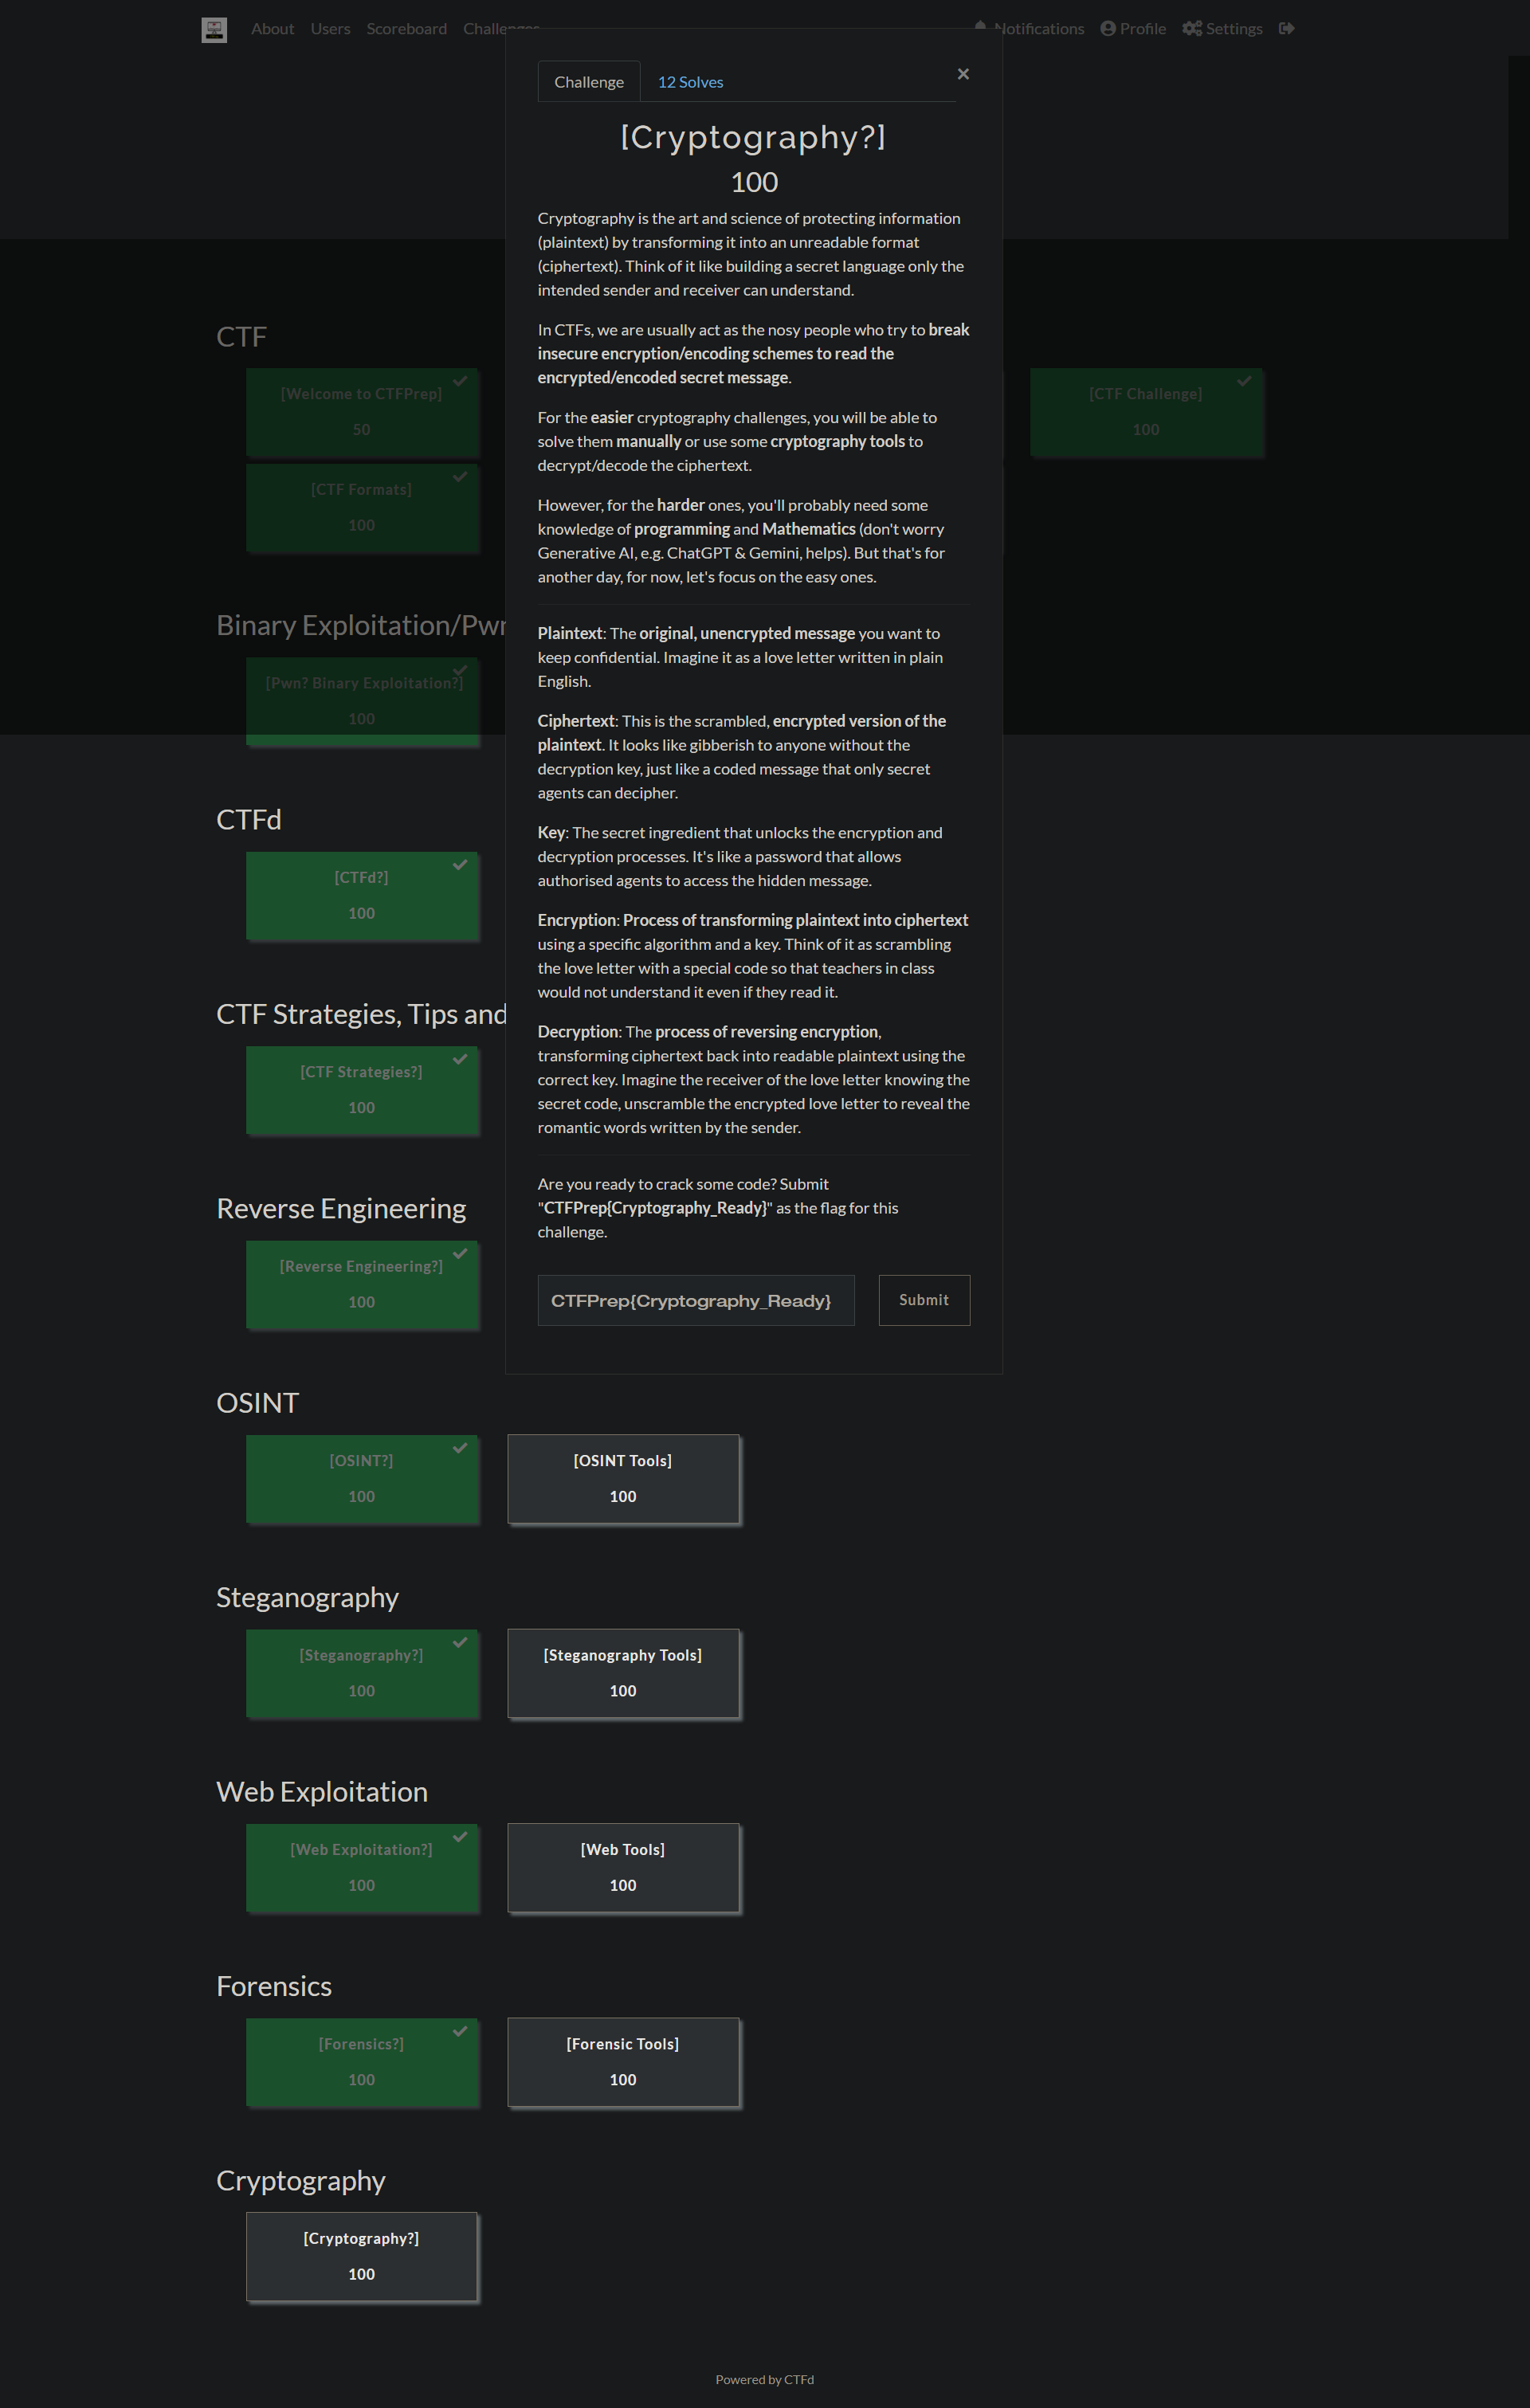 About Users Scoreboard Challenges Notifications Profile Settings
Challenge 12 Solves ×
[Cryptography?]
100
Cryptography is the art and science of protecting information
(plaintext) by transforming it into an unreadable format
(ciphertext). Think of it like building a secret language only the
intended sender and receiver can understand.
In CTFs, we are usually act as the nosy people who try to break
insecure encryption/encoding schemes to read the
encrypted/encoded secret message.
For the easier cryptography challenges, you will be able to
solve them manually or use some cryptography tools to
decrypt/decode the ciphertext.
However, for the harder ones, you'll probably need some
knowledge of programming and Mathematics (don't worry
Generative AI, e.g. ChatGPT & Gemini, helps). But that's for
another day, for now, let's focus on the easy ones.
Plaintext: The original, unencrypted message you want to
keep confidential. Imagine it as a love letter written in plain
English.
Ciphertext: This is the scrambled, encrypted version of the
plaintext. It looks like gibberish to anyone without the
decryption key, just like a coded message that only secret
agents can decipher.
Key: The secret ingredient that unlocks the encryption and
decryption processes. It's like a password that allows
authorised agents to access the hidden message.
Encryption: Process of transforming plaintext into ciphertext
using a specific algorithm and a key. Think of it as scrambling
the love letter with a special code so that teachers in class
would not understand it even if they read it.
Decryption: The process of reversing encryption,
transforming ciphertext back into readable plaintext using the
correct key. Imagine the receiver of the love letter knowing the
secret code, unscramble the encrypted love letter to reveal the
romantic words written by the sender.
Are you ready to crack some code? Submit
"CTFPrep{Cryptography_Ready}" as the flag for this
challenge.
CTFPrep{Cryptography_Ready} Submit
CTF
[Welcome to CTFPrep]
50
[CTF Challenge]
100
[CTF Formats]
100
Binary Exploitation/Pwn
[Pwn? Binary Exploitation?]
100
CTFd
[CTFd?]
100
CTF Strategies, Tips and
[CTF Strategies?]
100
Reverse Engineering
[Reverse Engineering?]
100
OSINT
[OSINT?]
100
[OSINT Tools]
100
Steganography
[Steganography?]
100
[Steganography Tools]
100
Web Exploitation
[Web Exploitation?]
100
[Web Tools]
100
Forensics
[Forensics?]
100
[Forensic Tools]
100
Cryptography
[Cryptography?]
100
Powered by CTFd